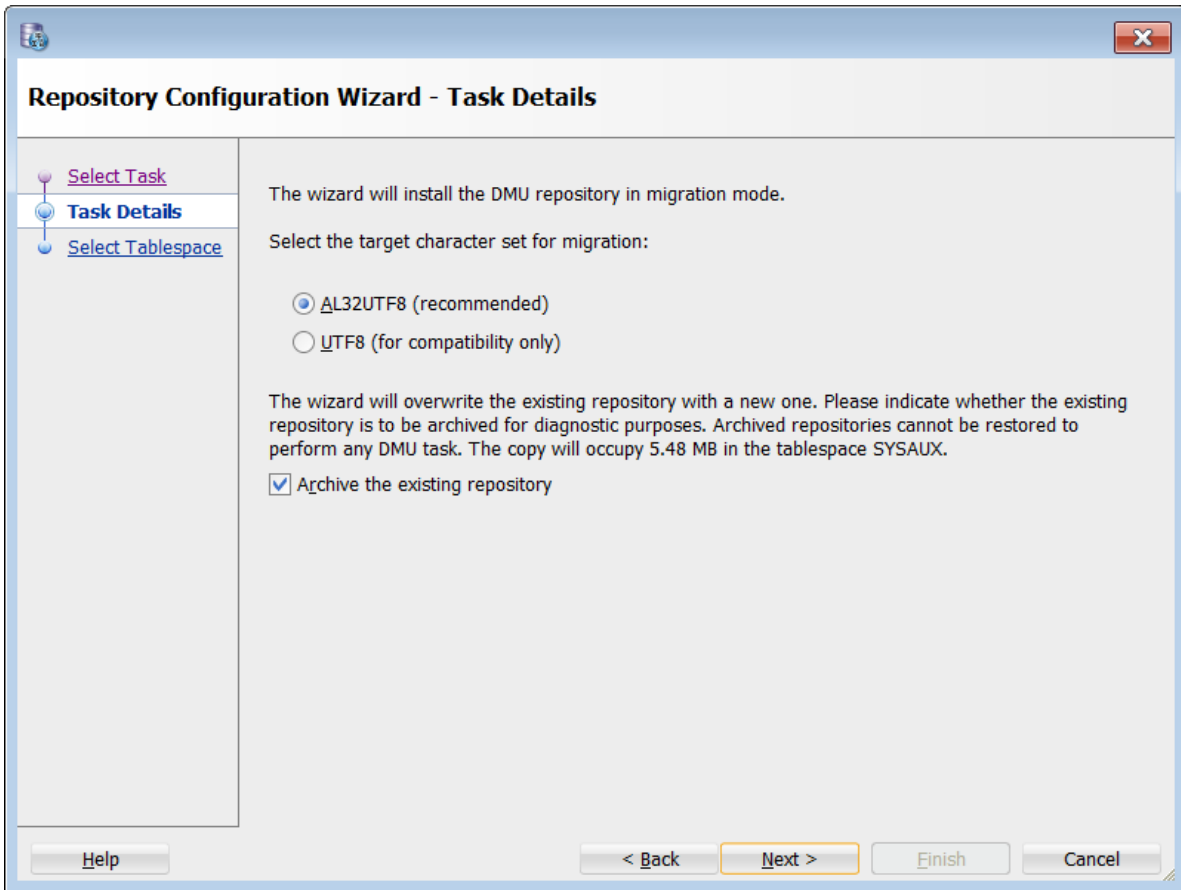 Repository Configuration Wizard - Task Details
Select Task
Task Details
Select Tablespace
The wizard will install the DMU repository in migration mode.
Select the target character set for migration:
AL32UTF8 (recommended)
UTF8 (for compatibility only)
The wizard will overwrite the existing repository with a new one. Please indicate whether the existing
repository is to be archived for diagnostic purposes. Archived repositories cannot be restored to
perform any DMU task. The copy will occupy 5.48 MB in the tablespace SYSAUX.
Archive the existing repository
Help
< Back
Next >
Finish
Cancel